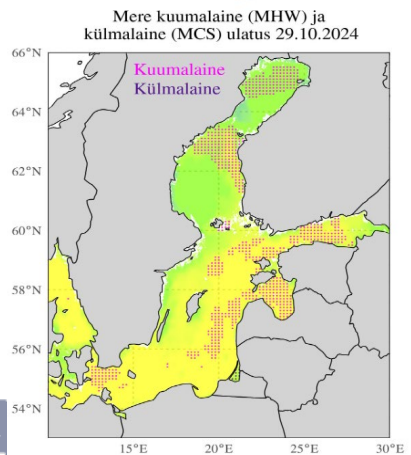 Mere kuumalaine (MHW) ja
külmalaine (MCS) ulatus 29.10.2024
66°N
Kuumalaine
Külmalaine
64°N
62°N
60°N
58°N
56°N
54°N
15°E 20°E 25°E 30°E